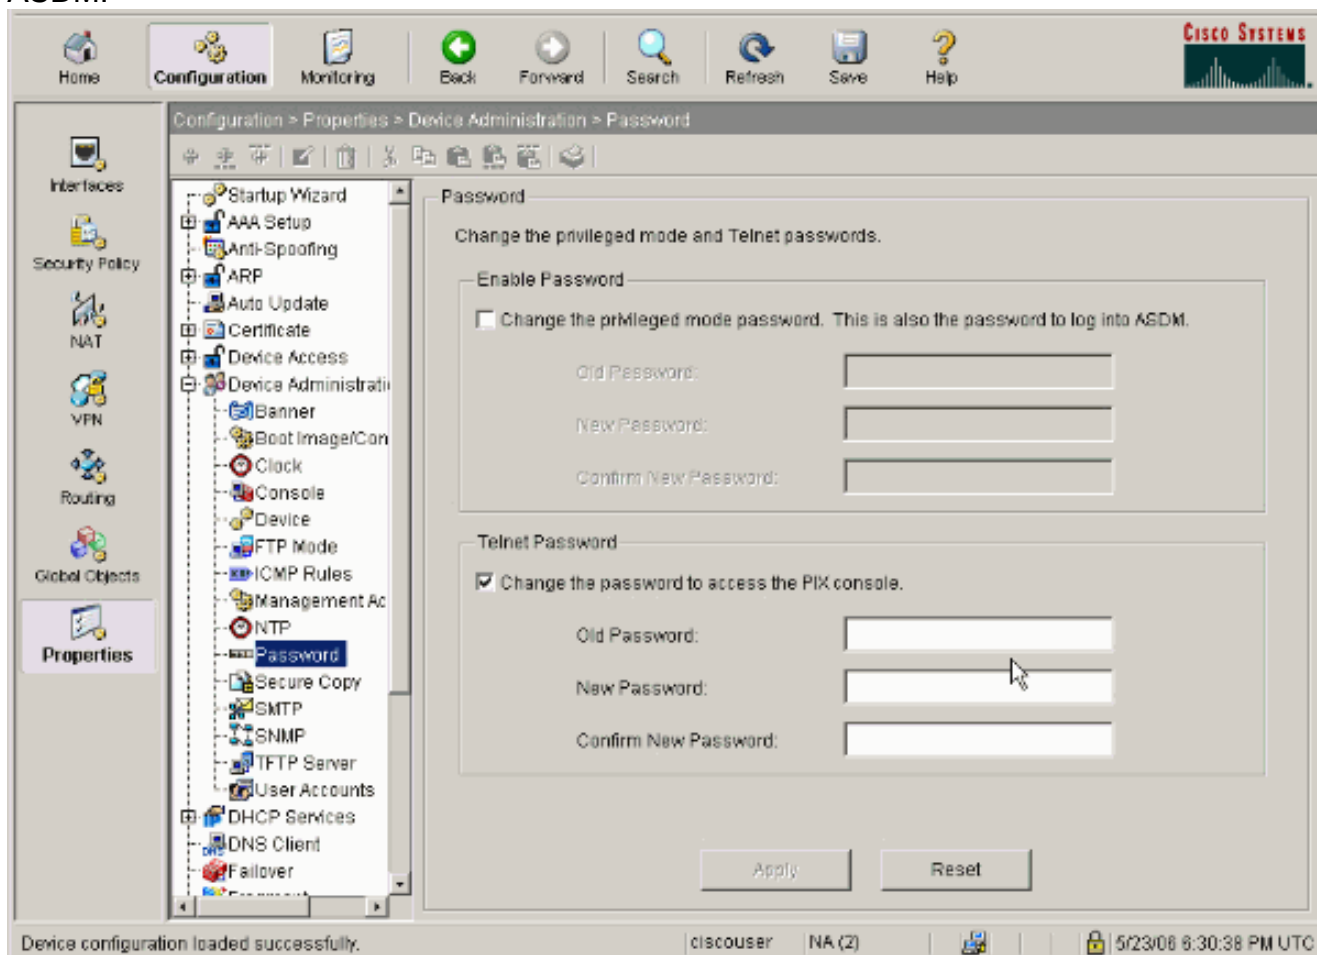 ASDM.
CISCO SYSTEMS
Home
Configuration
Monitoring
Back
Forward
Search
Refresh
Save
Help
Configuration > Properties > Device Administration > Password
Interfaces
Security Policy
NAT
VPN
Routing
Global Objects
Properties
Startup Wizard
AAA Setup
Anti-Spoofing
ARP
Auto Update
Certificate
Device Access
Device Administrati
Banner
Boot Image/Con
Clock
Console
Device
FTP Mode
ICMP Rules
Management Ac
NTP
Password
Secure Copy
SMTP
SNMP
TFTP Server
User Accounts
DHCP Services
DNS Client
Failover
Password
Change the privileged mode and Telnet passwords.
Enable Password
Change the privileged mode password. This is also the password to log into ASDM.
Old Password:
New Password:
Confirm New Password:
Telnet Password
Change the password to access the PIX console.
Old Password:
New Password:
Confirm New Password:
Apply
Reset
Device configuration loaded successfully.
ciscouser
NA (2)
5/23/06 6:30:38 PM UTC